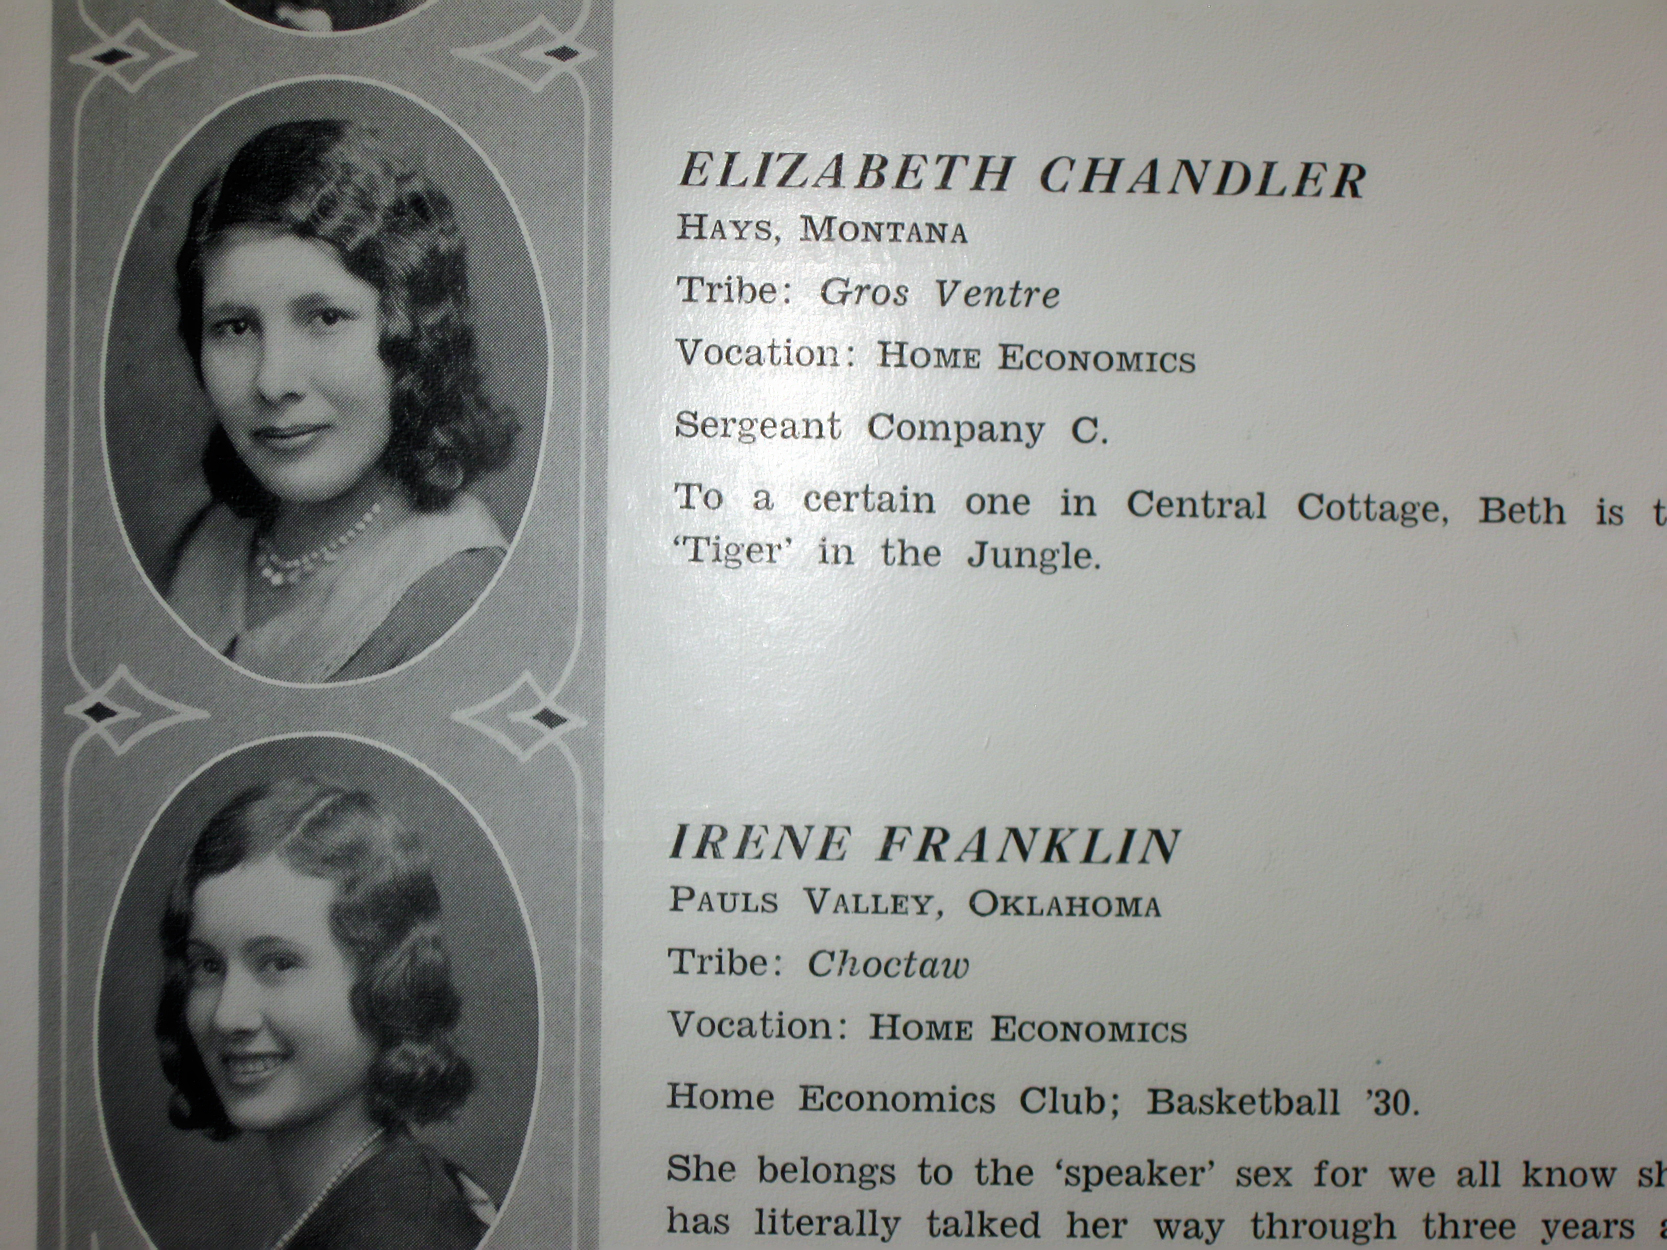 ELIZABETH CHANDLER
HAYS, MONTANA
Tribe: Gros Ventre
Vocation: HOME ECONOMICS
Sergeant Company C.
To a certain one in Central Cottage, Beth is
'Tiger' in the Jungle.
IRENE FRANKLIN
PAULS VALLEY, OKLAHOMA
Tribe: Choctaw
Vocation: HOME ECONOMICS
Home Economics Club; Basketball '30.
She belongs to the 'speaker' sex for we all know
has literally talked her way through three years